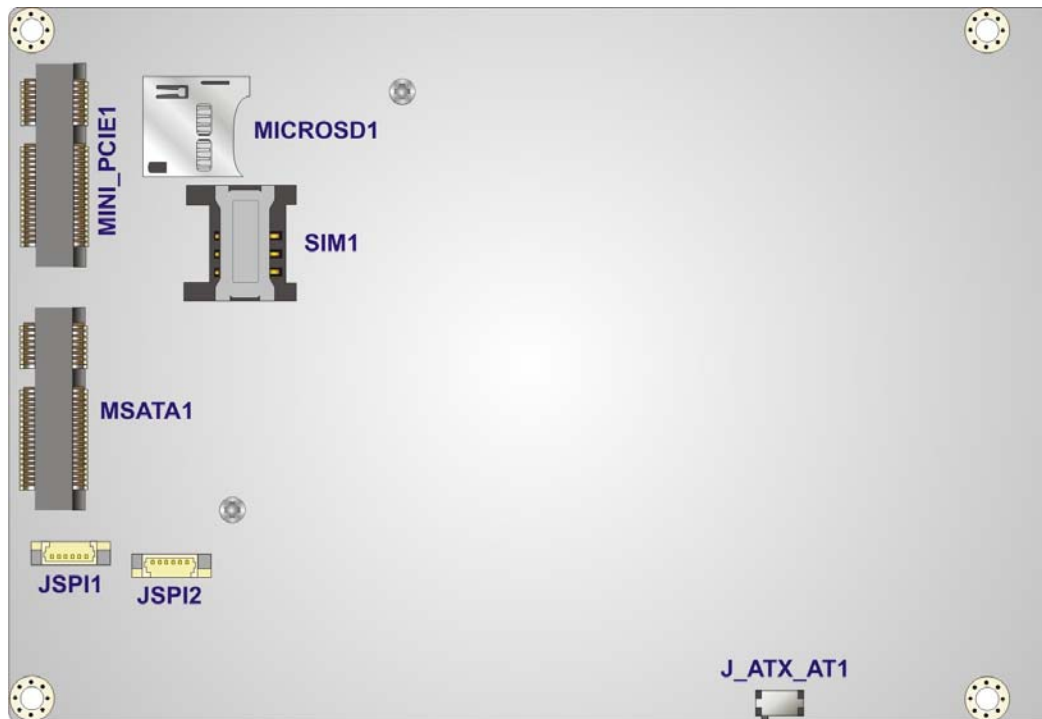 MINI_PCIE1
MICROSD1
SIM1
MSATA1
JSPI1
JSPI2
J_ATX_AT1